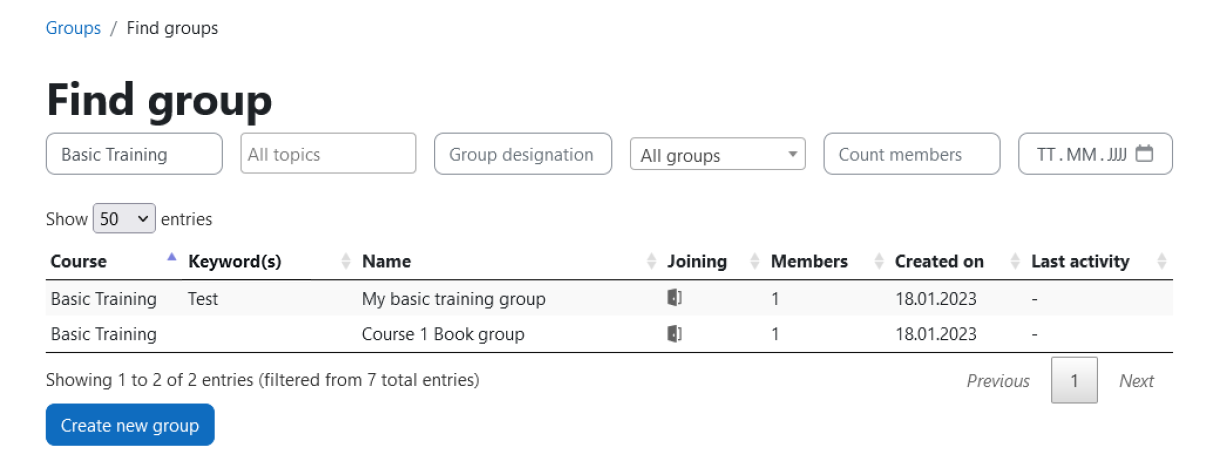 Groups / Find groups
Find group
Basic Training All topics Group designation All groups Count members TT.MM.JJJJ
Show 50 entries
Course Keyword(s) Name Joining Members Created on Last activity
Basic Training Test My basic training group 1 18.01.2023 -
Basic Training Course 1 Book group 1 18.01.2023 -
Showing 1 to 2 of 2 entries (filtered from 7 total entries) Previous 1 Next
Create new group